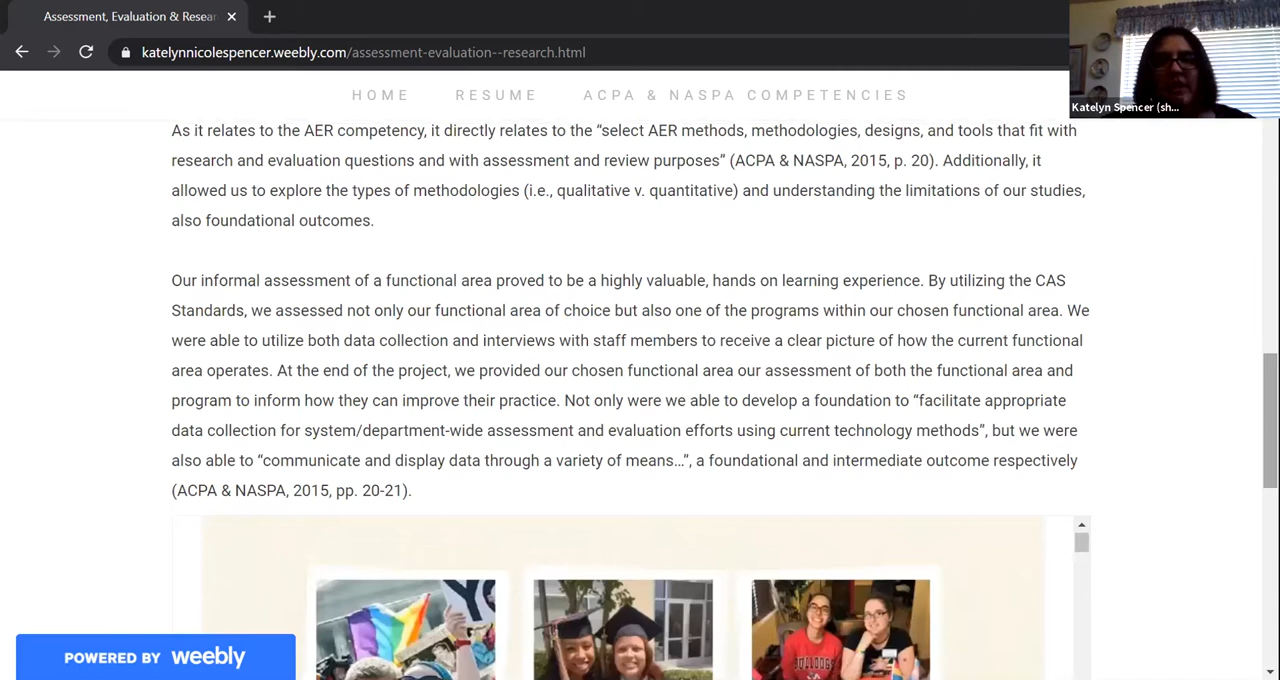 Assessment, Evaluation & Resear
katelynnicolespencer.weebly.com/assessment-evaluation--research.html
Katelyn Spencer (sh...
HOME RESUME ACPA & NASPA COMPETENCIES
As it relates to the AER competency, it directly relates to the “select AER methods, methodologies, designs, and tools that fit with
research and evaluation questions and with assessment and review purposes” (ACPA & NASPA, 2015, p. 20). Additionally, it
allowed us to explore the types of methodologies (i.e., qualitative v. quantitative) and understanding the limitations of our studies,
also foundational outcomes.
Our informal assessment of a functional area proved to be a highly valuable, hands on learning experience. By utilizing the CAS
Standards, we assessed not only our functional area of choice but also one of the programs within our chosen functional area. We
were able to utilize both data collection and interviews with staff members to receive a clear picture of how the current functional
area operates. At the end of the project, we provided our chosen functional area our assessment of both the functional area and
program to inform how they can improve their practice. Not only were we able to develop a foundation to “facilitate appropriate
data collection for system/department-wide assessment and evaluation efforts using current technology methods”, but we were
also able to “communicate and display data through a variety of means…”, a foundational and intermediate outcome respectively
(ACPA & NASPA, 2015, pp. 20-21).
POWERED BY weebly